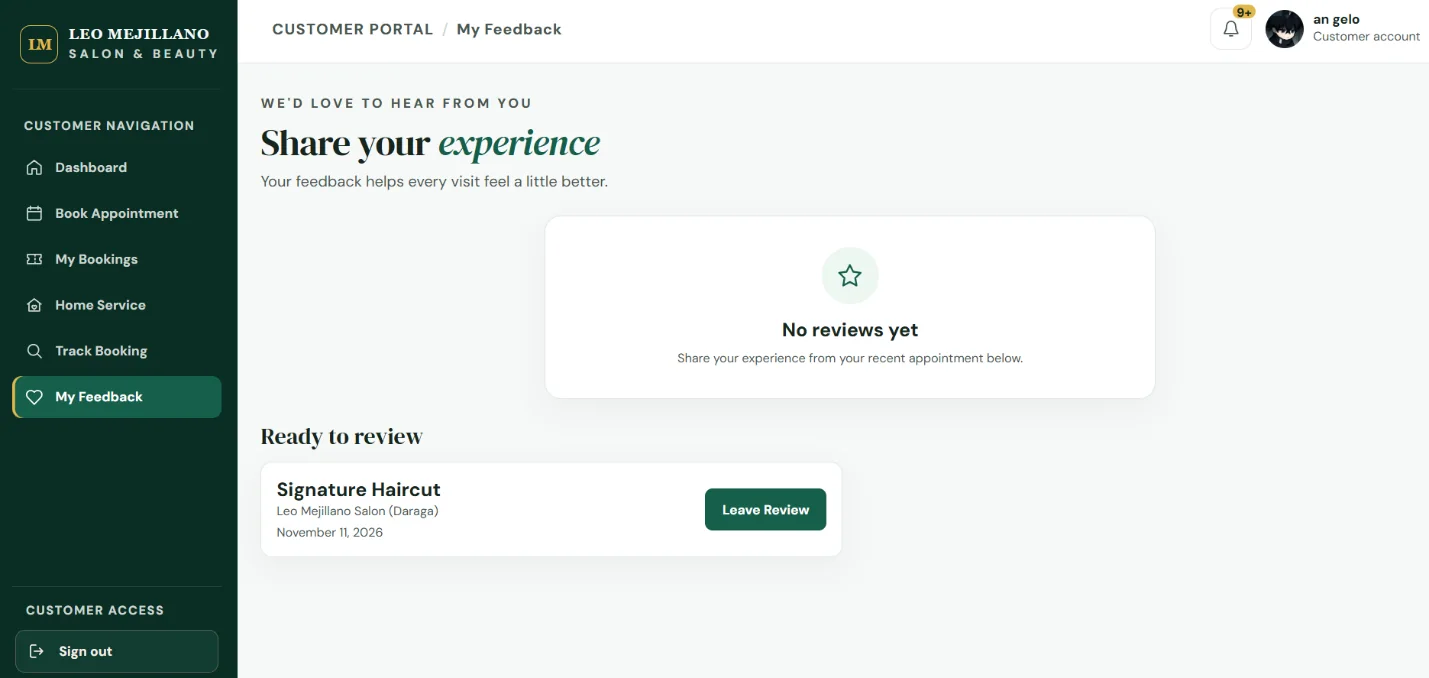 LM
LEO MEJILLANO
SALON & BEAUTY
CUSTOMER NAVIGATION
Dashboard
Book Appointment
My Bookings
Home Service
Track Booking
My Feedback
CUSTOMER ACCESS
Sign out
CUSTOMER PORTAL / My Feedback
9+
an gelo
Customer account
WE'D LOVE TO HEAR FROM YOU
Share your experience
Your feedback helps every visit feel a little better.
No reviews yet
Share your experience from your recent appointment below.
Ready to review
Signature Haircut
Leo Mejillano Salon (Daraga)
November 11, 2026
Leave Review